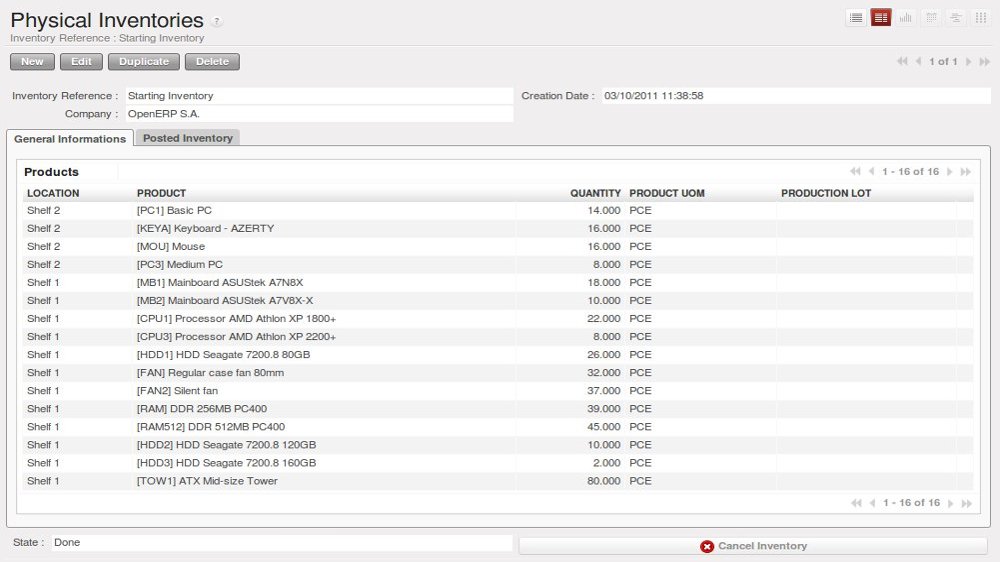 Physical Inventories ?
Inventory Reference : Starting Inventory
New Edit Duplicate Delete 1 of 1
Inventory Reference : Starting Inventory Creation Date : 03/10/2011 11:38:58
Company : OpenERP S.A.
General Informations Posted Inventory
Products 1 - 16 of 16
LOCATION PRODUCT QUANTITY PRODUCT UOM PRODUCTION LOT
Shelf 2 [PC1] Basic PC 14.000 PCE
Shelf 2 [KEYA] Keyboard - AZERTY 16.000 PCE
Shelf 2 [MOU] Mouse 16.000 PCE
Shelf 2 [PC3] Medium PC 8.000 PCE
Shelf 1 [MB1] Mainboard ASUStek A7N8X 18.000 PCE
Shelf 1 [MB2] Mainboard ASUStek A7V8X-X 10.000 PCE
Shelf 1 [CPU1] Processor AMD Athlon XP 1800+ 22.000 PCE
Shelf 1 [CPU3] Processor AMD Athlon XP 2200+ 8.000 PCE
Shelf 1 [HDD1] HDD Seagate 7200.8 80GB 26.000 PCE
Shelf 1 [FAN] Regular case fan 80mm 32.000 PCE
Shelf 1 [FAN2] Silent fan 37.000 PCE
Shelf 1 [RAM] DDR 256MB PC400 39.000 PCE
Shelf 1 [RAM512] DDR 512MB PC400 45.000 PCE
Shelf 1 [HDD2] HDD Seagate 7200.8 120GB 10.000 PCE
Shelf 1 [HDD3] HDD Seagate 7200.8 160GB 2.000 PCE
Shelf 1 [TOW1] ATX Mid-size Tower 80.000 PCE
1 - 16 of 16
State : Done Cancel Inventory